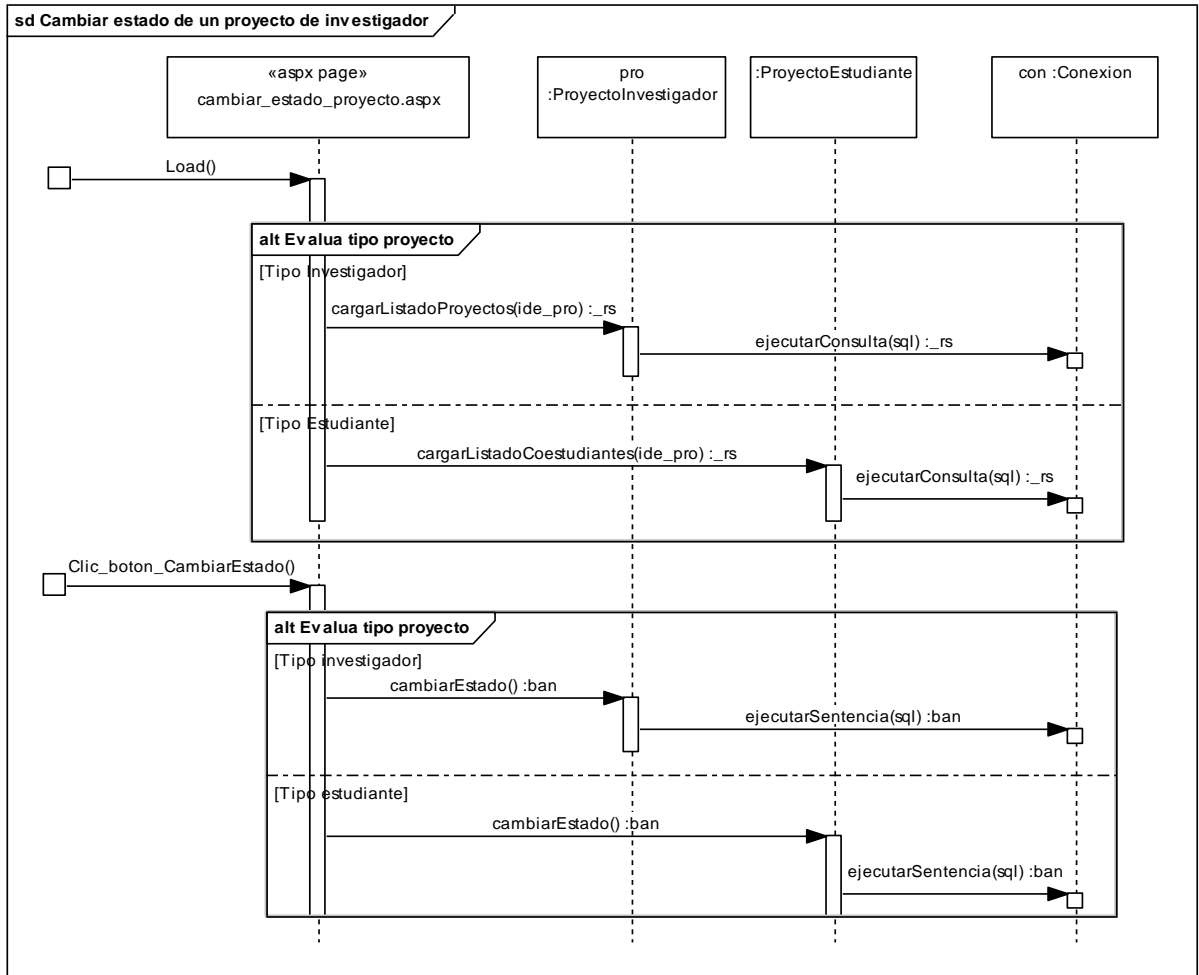 sd Cambiar estado de un proyecto de investigador
«aspx page»
cambiar_estado_proyecto.aspx
pro
:ProyectoInvestigador
:ProyectoEstudiante
con :Conexion
Load()
alt Evalua tipo proyecto
[Tipo Investigador]
cargarListadoProyectos(ide_pro) :_rs
ejecutarConsulta(sql) :_rs
[Tipo Estudiante]
cargarListadoCoestudiantes(ide_pro) :_rs
ejecutarConsulta(sql) :_rs
Clic_boton_CambiarEstado()
alt Evalua tipo proyecto
[Tipo investigador]
cambiarEstado() :ban
ejecutarSentencia(sql) :ban
[Tipo estudiante]
cambiarEstado() :ban
ejecutarSentencia(sql) :ban